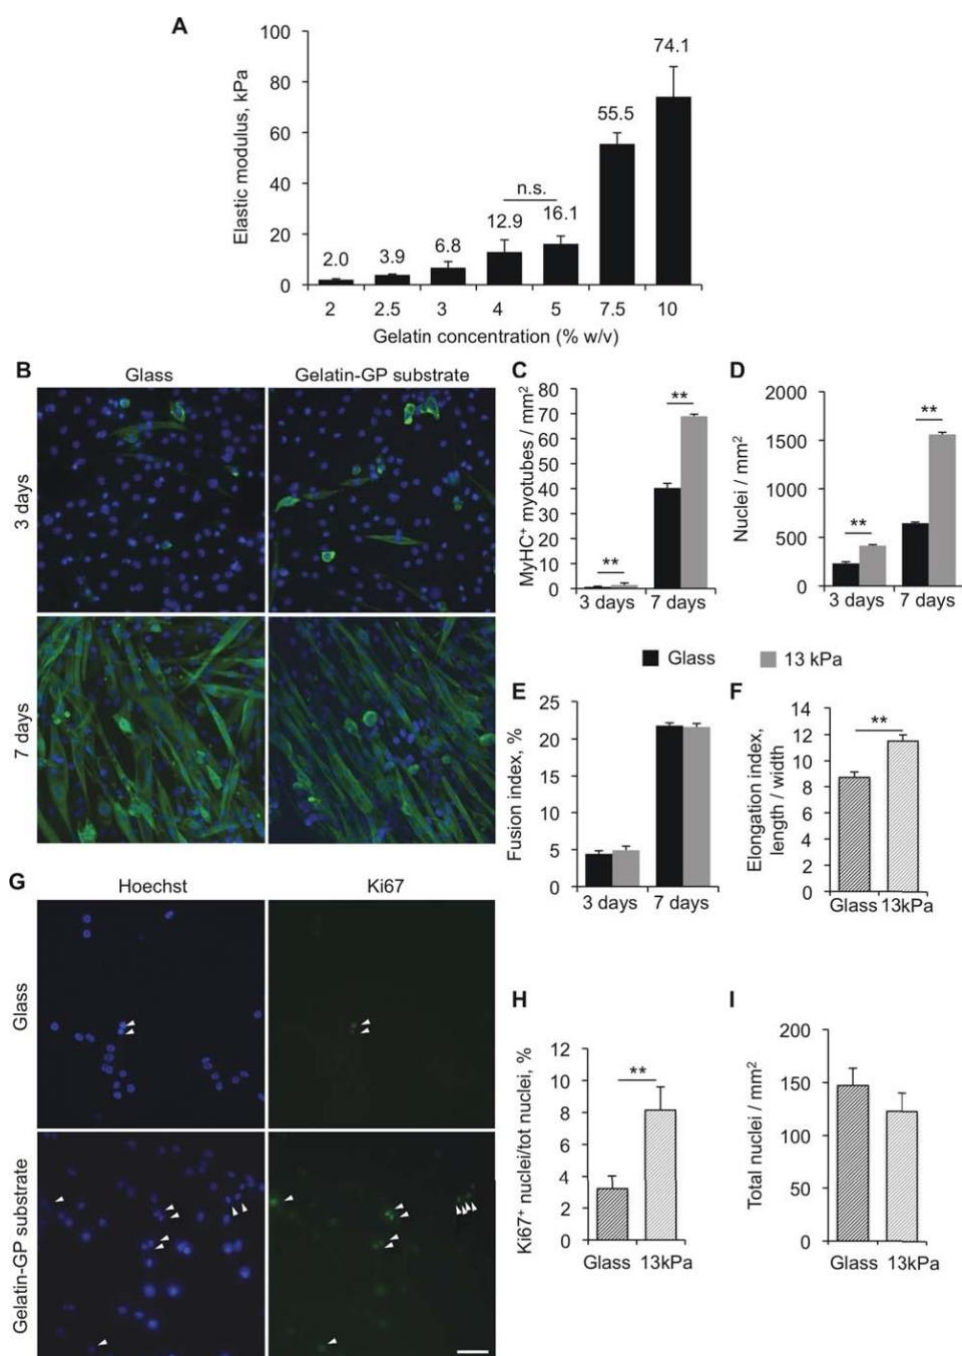 A
Elastic modulus, kPa
100
80
60
40
20
0
2.0
3.9
6.8
12.9
n.s.
16.1
55.5
74.1
2 2.5 3 4 5 7.5 10
Gelatin concentration (% w/v)
B
Glass Gelatin-GP substrate
3 days
7 days
C
MyHC+ myotubes / mm2
80
70
60
50
40
30
20
10
0
**
**
3 days 7 days
D
Nuclei / mm2
2000
1500
1000
500
0
**
**
3 days 7 days
Glass 13 kPa
E
Fusion index, %
25
20
15
10
5
0
3 days 7 days
F
Elongation index,
length / width
14
12
10
8
6
4
2
0
**
Glass 13kPa
G
Hoechst Ki67
Glass
Gelatin-GP substrate
H
Ki67+ nuclei/tot nuclei, %
12
10
8
6
4
2
0
**
Glass 13kPa
I
Total nuclei / mm2
200
150
100
50
0
Glass 13kPa